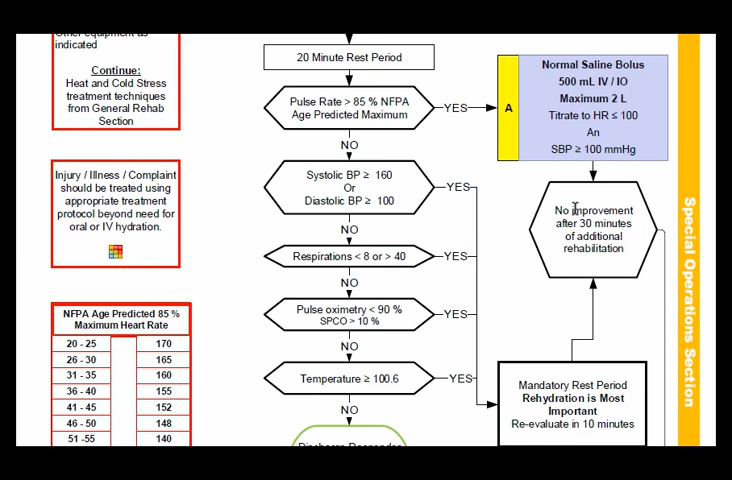 Other equipment as
indicated
Continue:
Heat and Cold Stress
treatment techniques
from General Rehab
Section
Injury / Illness / Complaint
should be treated using
appropriate treatment
protocol beyond need for
oral or IV hydration.
NFPA Age Predicted 85 %
Maximum Heart Rate
20 - 25 170
26 - 30 165
31 - 35 160
36 - 40 155
41 - 45 152
46 - 50 148
51 -55 140
20 Minute Rest Period
Pulse Rate > 85 % NFPA
Age Predicted Maximum
YES
NO
Systolic BP ≥ 160
Or
Diastolic BP ≥ 100
YES
NO
Respirations < 8 or > 40
YES
NO
Pulse oximetry < 90 %
SPCO > 10 %
YES
NO
Temperature ≥ 100.6
YES
NO
Discharge Responder
A
Normal Saline Bolus
500 mL IV / IO
Maximum 2 L
Titrate to HR ≤ 100
An
SBP ≥ 100 mmHg
No improvement
after 30 minutes
of additional
rehabilitation
Mandatory Rest Period
Rehydration is Most
Important
Re-evaluate in 10 minutes
Special Operations Section